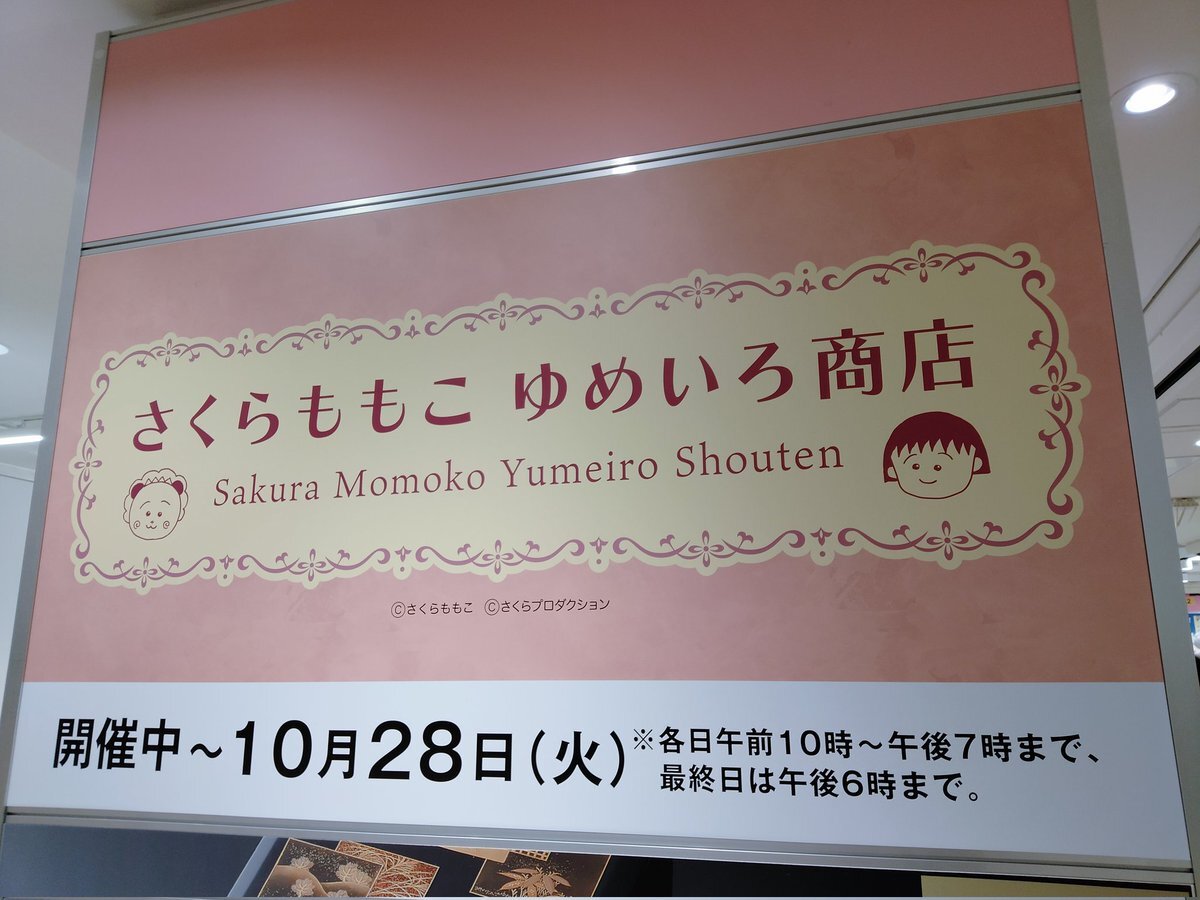 さくらももこ ゆめいろ商店
Sakura Momoko Yumeiro Shouten
©さくらももこ ©さくらプロダクション
開催中~10月28日(火)
※各日午前10時~午後7時まで、
最終日は午後6時まで。